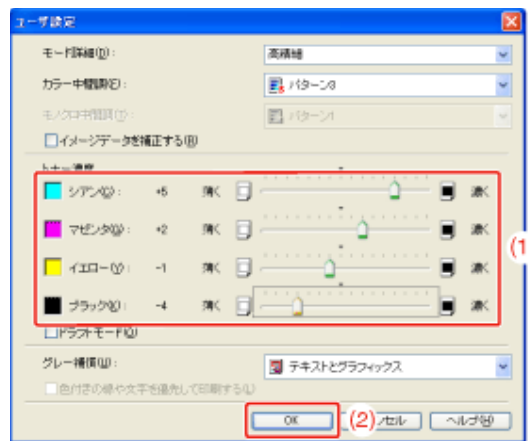 ユーザ設定
モード詳細(D): 高精細
カラー中間調(E): パターン3
モノクロ中間調(T): パターン1
イメージデータを補正する(R)
トナー濃度
シアン(C): +5 薄く 濃く
マゼンタ(G): +2 薄く 濃く
(1
イエロー(Y): -1 薄く 濃く
ブラック(K): -4 薄く 濃く
ドラフトモード(Q)
グレー補償(U): テキストとグラフィックス
色付きの線や文字を優先して印刷する(L)
OK (2) ンセル ヘルプ(H)